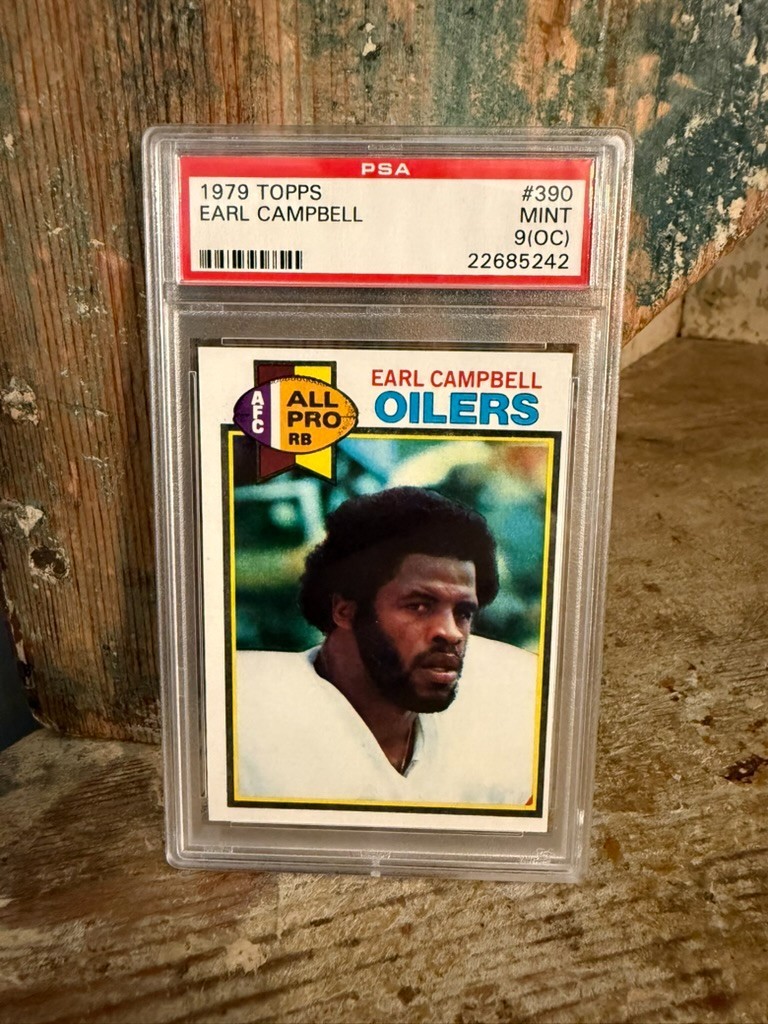 PSA
1979 TOPPS #390
EARL CAMPBELL MINT
9(OC)
22685242
EARL CAMPBELL
OILERS
AFC
ALL
PRO
RB